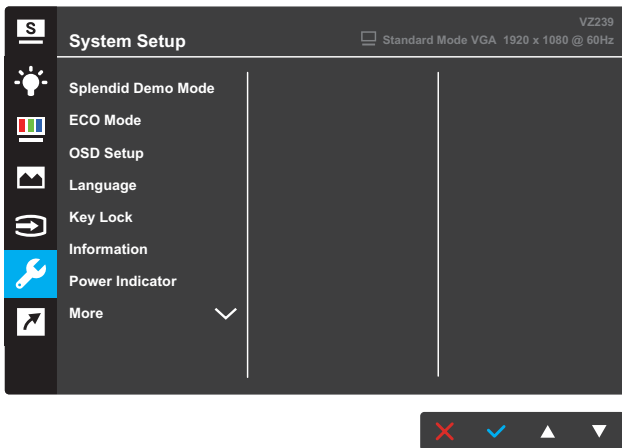 S
VZ239
System Setup
Standard Mode VGA 1920 x 1080 @ 60Hz
Splendid Demo Mode
ECO Mode
OSD Setup
Language
Key Lock
Information
Power Indicator
More